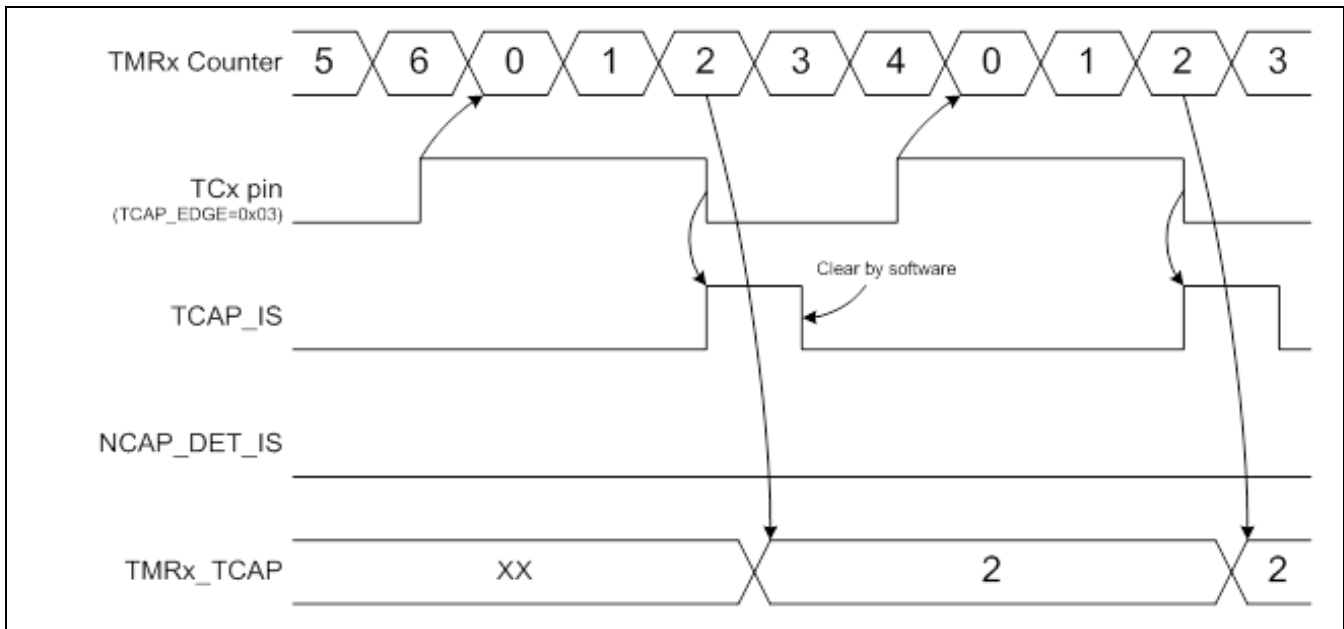 TMRx Counter 5 6 0 1 2 3 4 0 1 2 3
TCx pin
(TCAP_EDGE=0x03)
Clear by software
TCAP_IS
NCAP_DET_IS
TMRx_TCAP XX 2 2